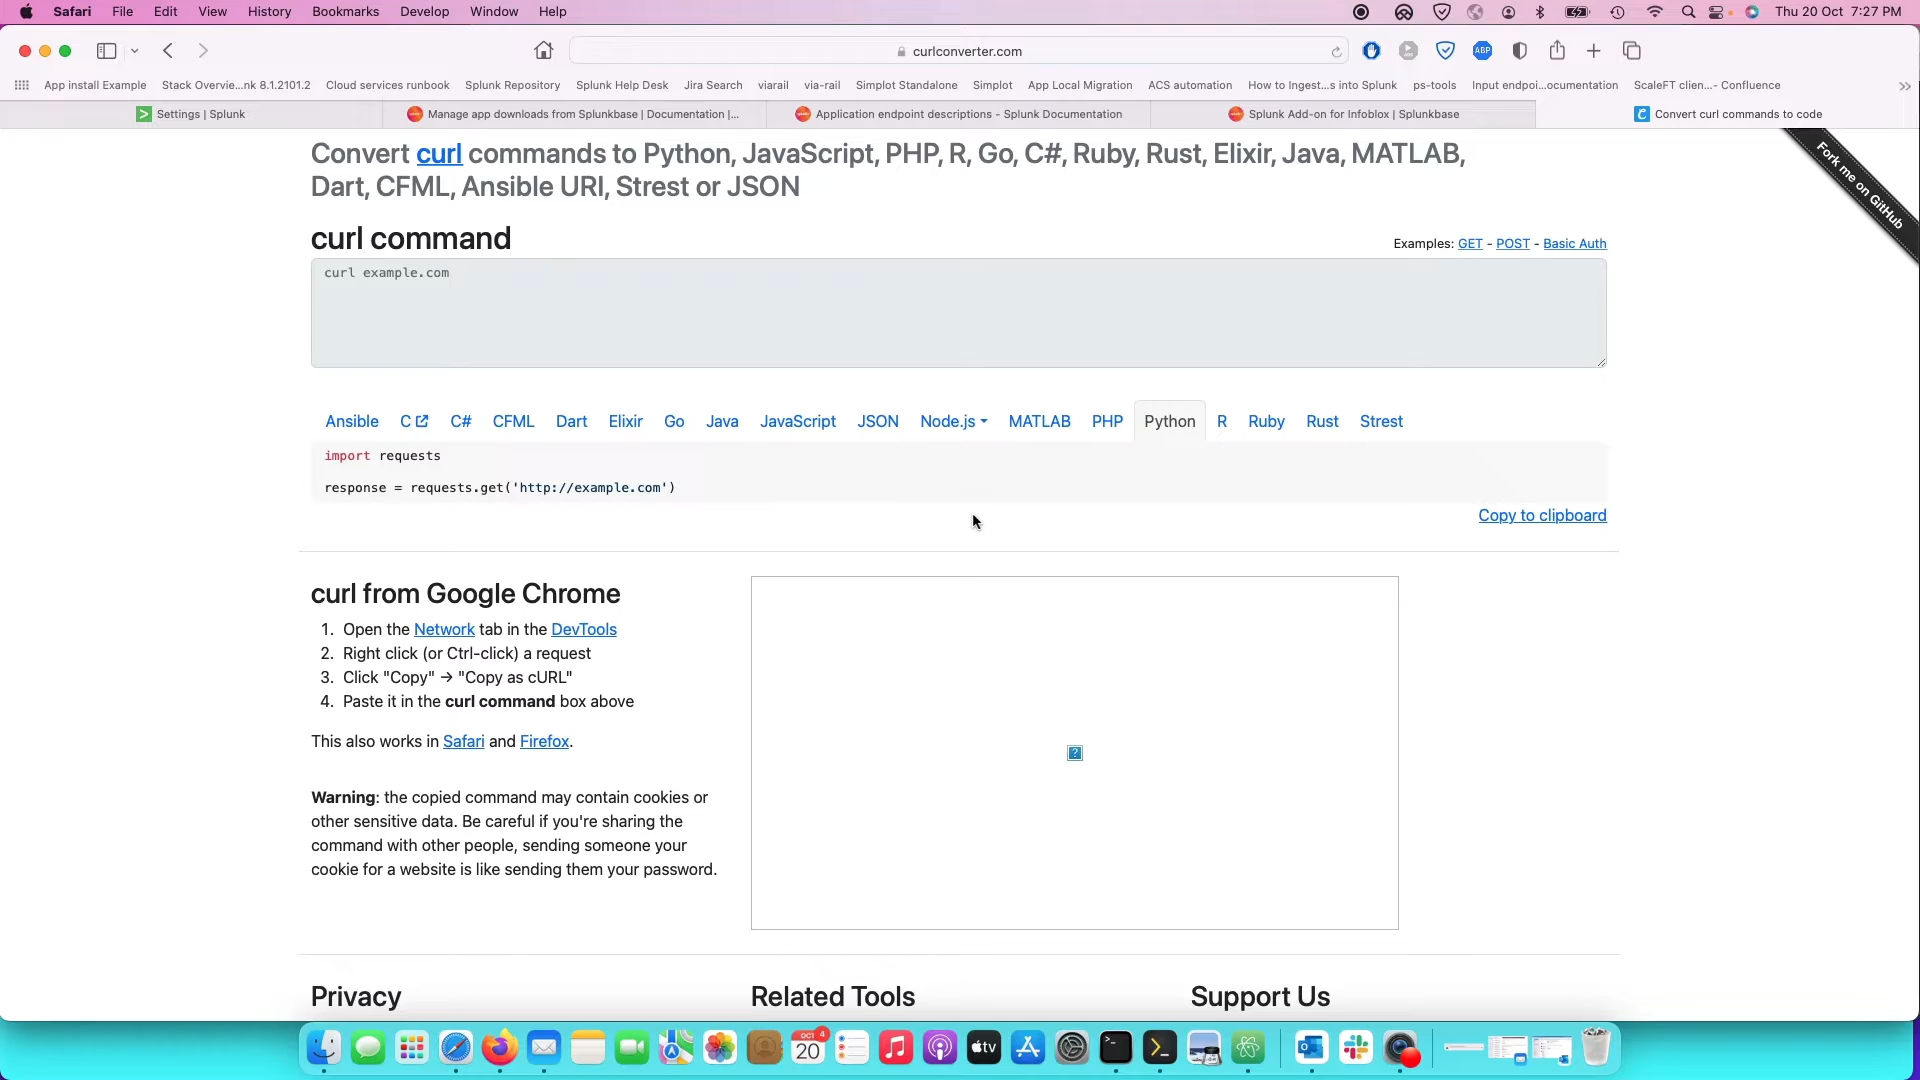 Safari File Edit View History Bookmarks Develop Window Help Thu 20 Oct 7:27 PM
curlconverter.com
ABP
App install Example Stack Overvie...nk 8.1.2101.2 Cloud services runbook Splunk Repository Splunk Help Desk Jira Search viarail via-rail Simplot Standalone Simplot App Local Migration ACS automation How to Ingest...s into Splunk ps-tools Input endpoi...ocumentation ScaleFT clien...- Confluence
Settings | Splunk Manage app downloads from Splunkbase | Documentation |... Application endpoint descriptions - Splunk Documentation Splunk Add-on for Infoblox | Splunkbase Convert curl commands to code
Fork me on GitHub
Convert curl commands to Python, JavaScript, PHP, R, Go, C#, Ruby, Rust, Elixir, Java, MATLAB,
Dart, CFML, Ansible URI, Strest or JSON
curl command
Examples: GET - POST - Basic Auth
curl example.com
Ansible C C# CFML Dart Elixir Go Java JavaScript JSON Node.js MATLAB PHP Python R Ruby Rust Strest
import requests
response = requests.get('http://example.com')
Copy to clipboard
curl from Google Chrome
1. Open the Network tab in the DevTools
2. Right click (or Ctrl-click) a request
3. Click "Copy" → "Copy as cURL"
4. Paste it in the curl command box above
This also works in Safari and Firefox.
Warning: the copied command may contain cookies or
other sensitive data. Be careful if you're sharing the
command with other people, sending someone your
cookie for a website is like sending them your password.
?
Privacy
Related Tools
Support Us
OCT
20
4
tv